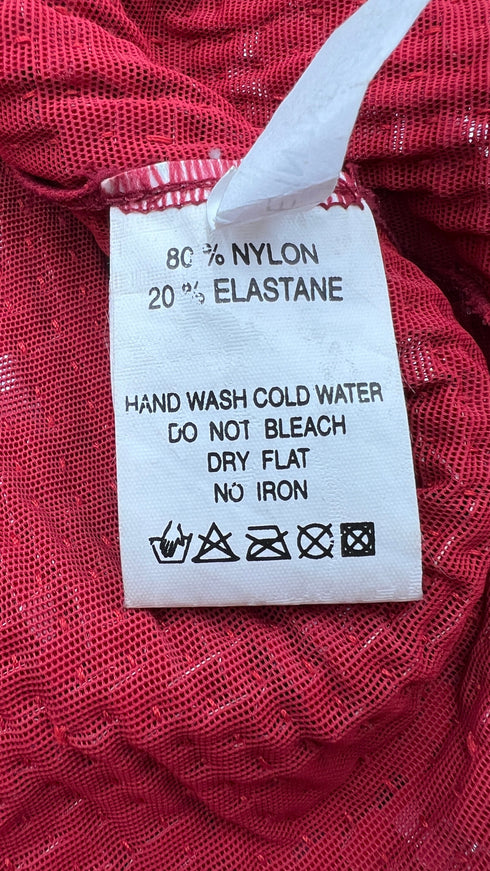 80 % NYLON
20 % ELASTANE
HAND WASH COLD WATER
DO NOT BLEACH
DRY FLAT
NO IRON